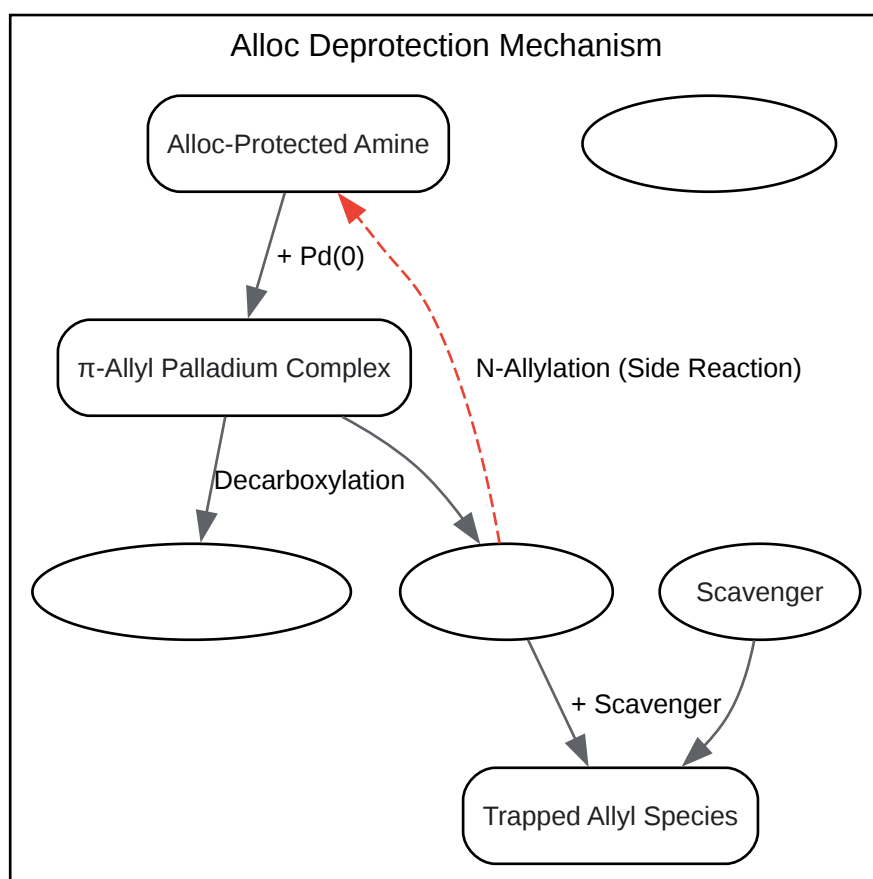 Alloc Deprotection Mechanism
Alloc-Protected Amine
+ Pd(0)
π-Allyl Palladium Complex
N-Allylation (Side Reaction)
Decarboxylation
Scavenger
+ Scavenger
Trapped Allyl Species